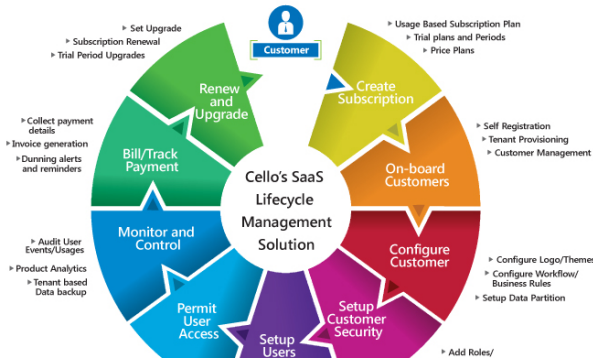 Customer
Usage Based Subscription Plan
Trial plans and Periods
Price Plans
Create
Subscription
Self Registration
Tenant Provisioning
Customer Management
On-board
Customers
Configure
Customer
Configure Logo/Themes
Configure Workflow/
Business Rules
Setup Data Partition
Setup
Customer
Security
Add Roles/
Setup
Users
Permit
User
Access
Monitor and
Control
Audit User
Events/Usages
Product Analytics
Tenant based
Data backup
Bill/Track
Payment
Collect payment
details
Invoice generation
Dunning alerts
and reminders
Renew
and
Upgrade
Set Upgrade
Subscription Renewal
Trial Period Upgrades
Cello's SaaS
Lifecycle
Management
Solution